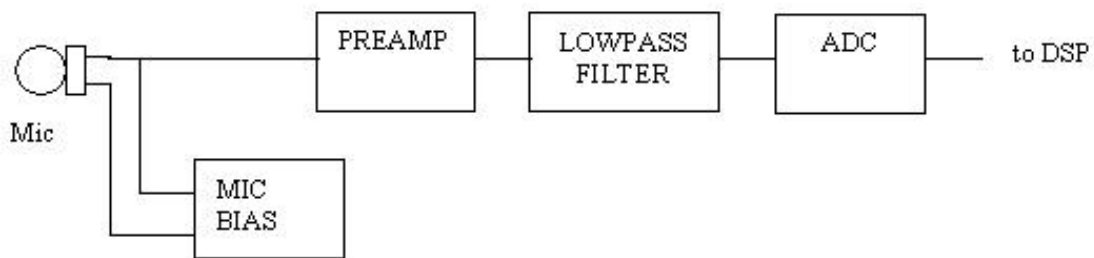 PREAMP
LOWPASS
FILTER
ADC
to DSP
Mic
MIC
BIAS